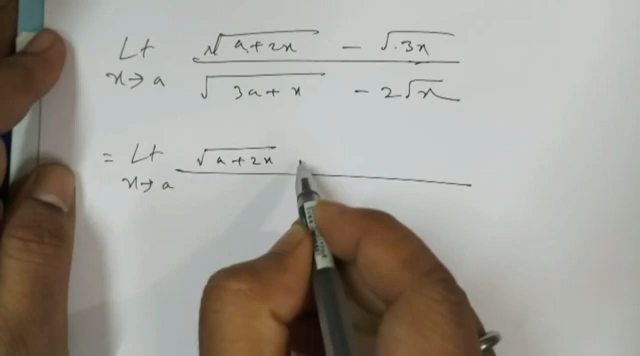 Lt √(a+2x) - √3x
x→a √(3a+x) - 2√x
= Lt √(a+2x)
x→a